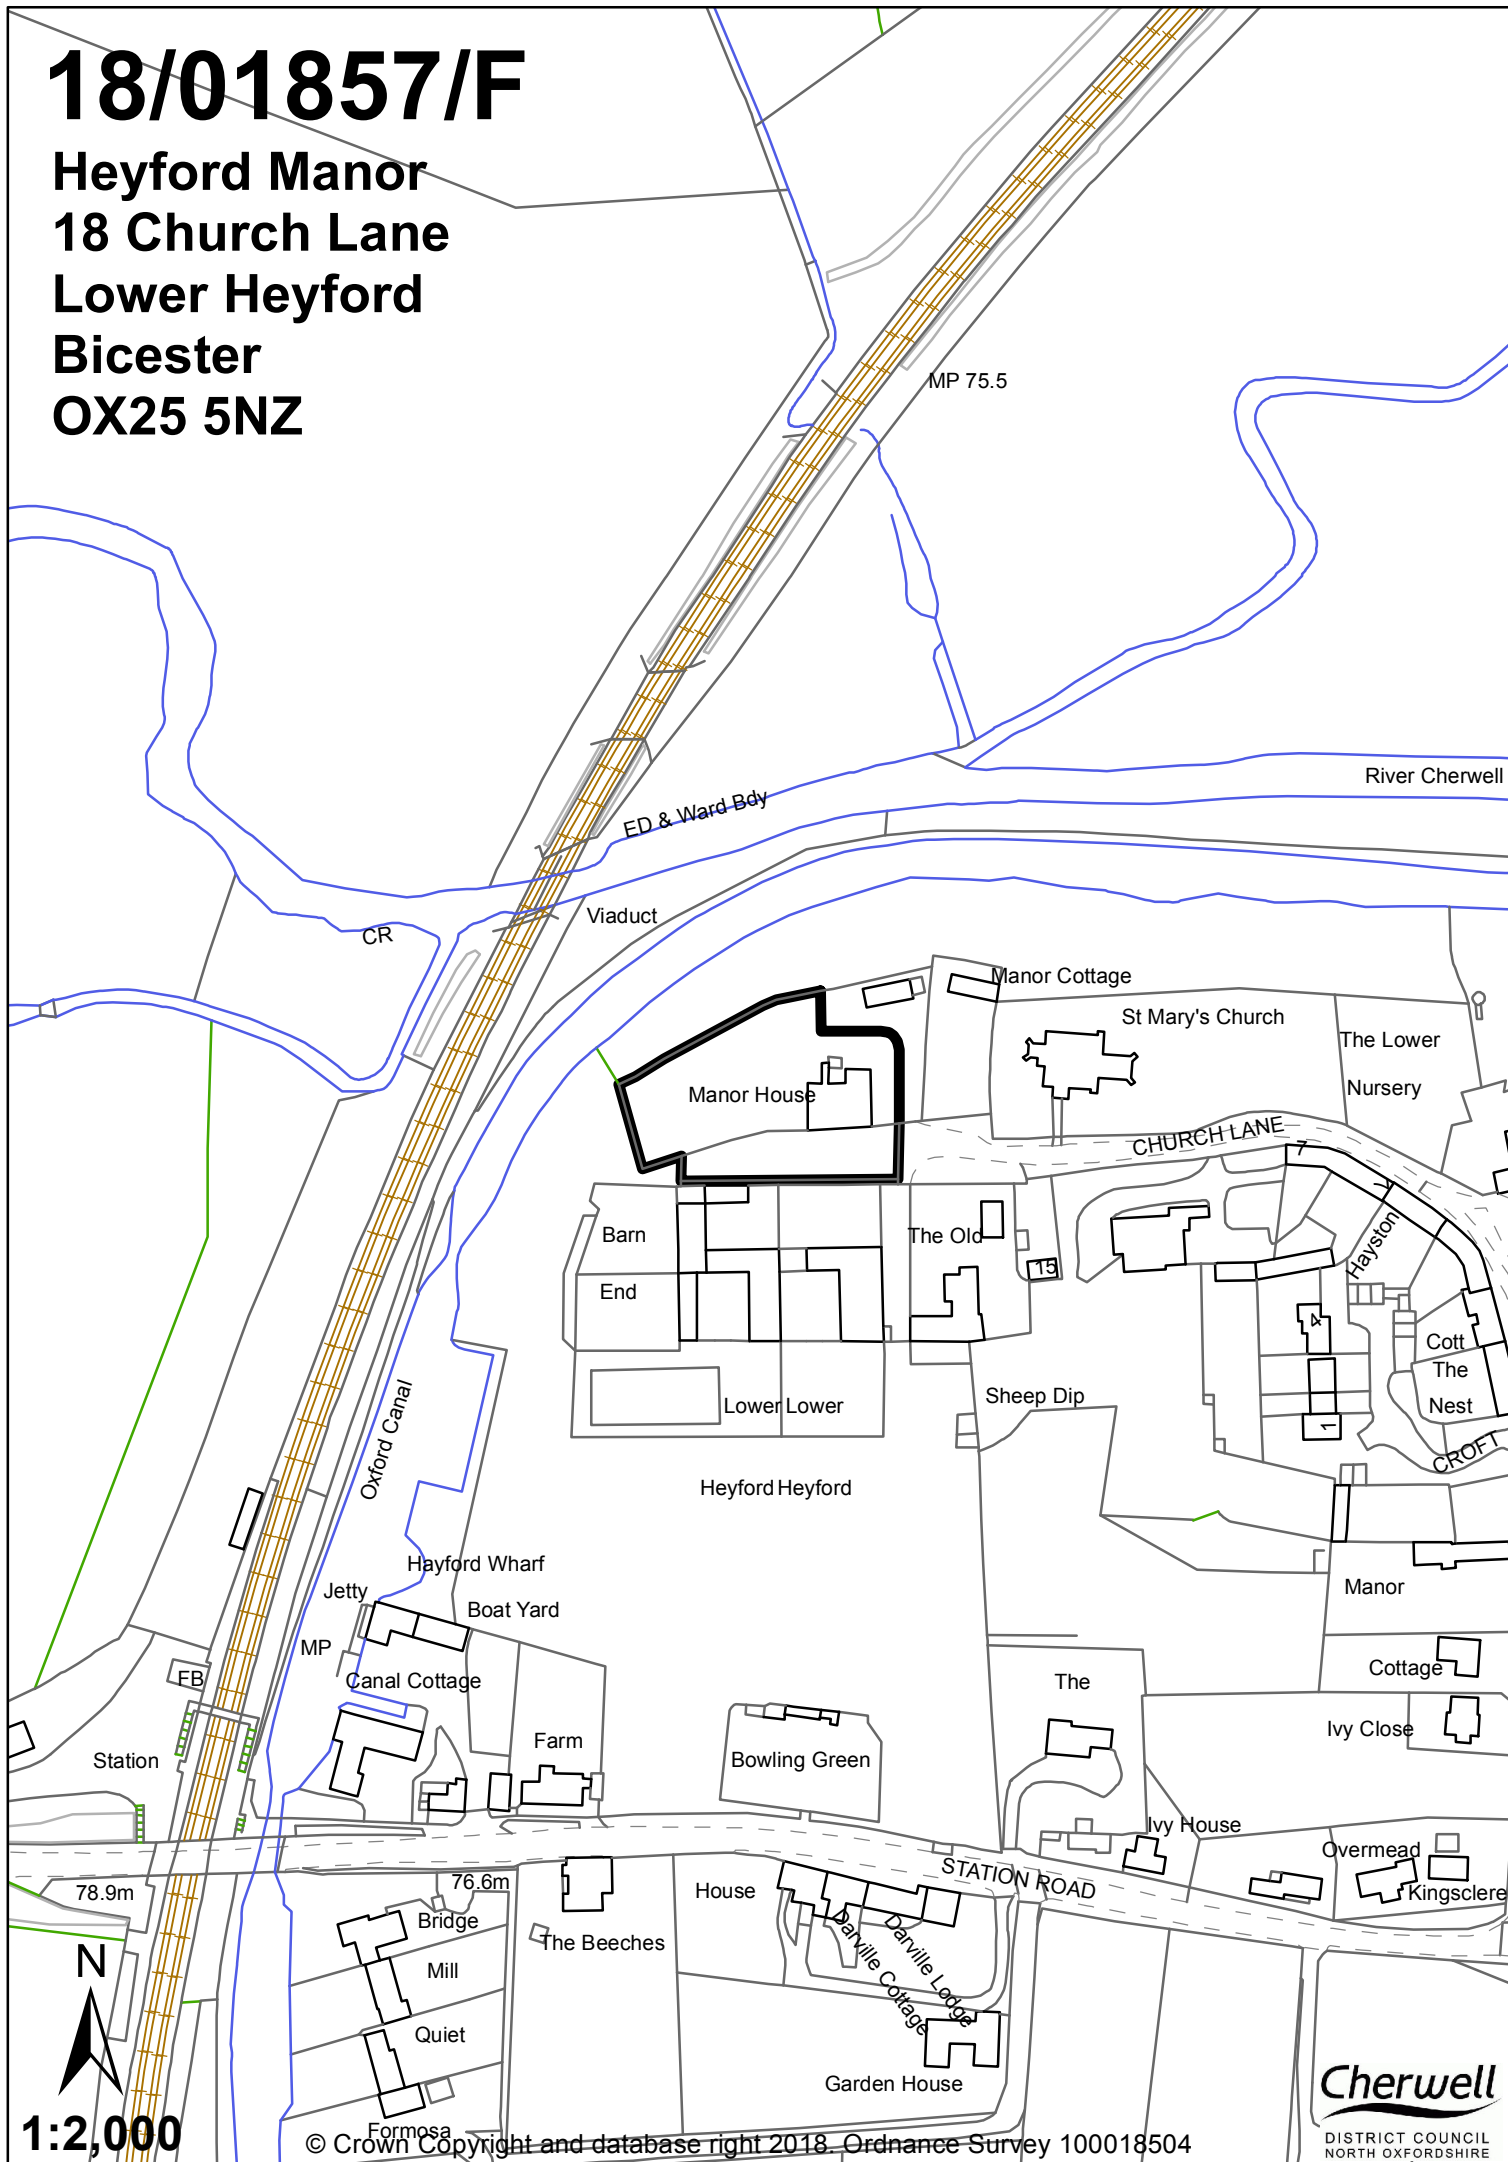 18/01857/F
Heyford Manor
18 Church Lane
Lower Heyford
Bicester
OX25 5NZ
MP 75.5
River Cherwell
ED & Ward Bdy
Viaduct
CR
Manor Cottage
St Mary's Church
The Lower
Nursery
Manor House
CHURCH LANE
7
Barn
End
The Old
15
Hayston
4
Cott
The
Nest
1
CROFT
Sheep Dip
Lower Lower
Heyford Heyford
Oxford Canal
Hayford Wharf
Jetty
Boat Yard
MP
Canal Cottage
FB
Station
Farm
Bowling Green
The
Manor
Cottage
Ivy Close
Ivy House
Overmead
Kingsclere
STATION ROAD
78.9m
76.6m
House
Bridge
The Beeches
Mill
Quiet
Darville Cottage
Darville Lodge
Garden House
Formosa
N
1:2,000
© Crown Copyright and database right 2018. Ordnance Survey 100018504
Cherwell
DISTRICT COUNCIL
NORTH OXFORDSHIRE